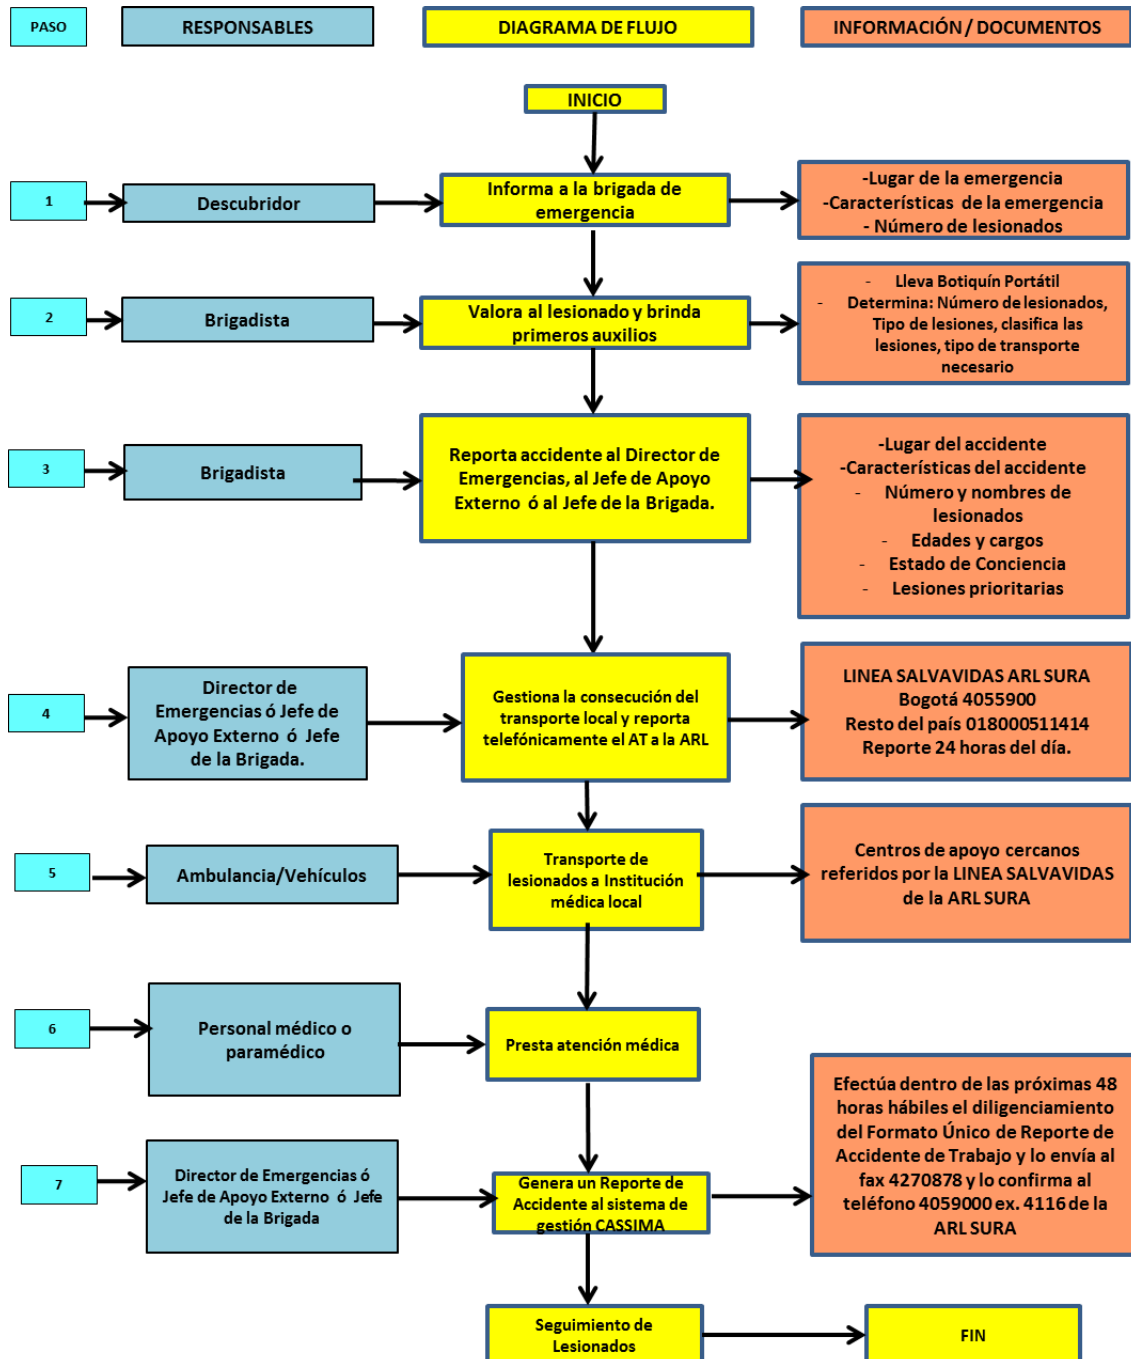 PASO
RESPONSABLES
DIAGRAMA DE FLUJO
INFORMACIÓN / DOCUMENTOS
INICIO
1
Descubridor
Informa a la brigada de
emergencia
-Lugar de la emergencia
-Características de la emergencia
- Número de lesionados
2
Brigadista
Valora al lesionado y brinda
primeros auxilios
- Lleva Botiquín Portátil
- Determina: Número de lesionados,
Tipo de lesiones, clasifica las
lesiones, tipo de transporte
necesario
3
Brigadista
Reporta accidente al Director de
Emergencias, al Jefe de Apoyo
Externo ó al Jefe de la Brigada.
-Lugar del accidente
-Características del accidente
- Número y nombres de
lesionados
- Edades y cargos
- Estado de Conciencia
- Lesiones prioritarias
4
Director de
Emergencias ó Jefe de
Apoyo Externo ó Jefe
de la Brigada.
Gestiona la consecución del
transporte local y reporta
telefónicamente el AT a la ARL
LINEA SALVAVIDAS ARL SURA
Bogotá 4055900
Resto del país 018000511414
Reporte 24 horas del día.
5
Ambulancia/Vehículos
Transporte de
lesionados a Institución
médica local
Centros de apoyo cercanos
referidos por la LINEA SALVAVIDAS
de la ARL SURA
6
Personal médico o
paramédico
Presta atención médica
7
Director de Emergencias ó
Jefe de Apoyo Externo ó Jefe
de la Brigada
Genera un Reporte de
Accidente al sistema de
gestión CASSIMA
Efectúa dentro de las próximas 48
horas hábiles el diligenciamiento
del Formato Único de Reporte de
Accidente de Trabajo y lo envía al
fax 4270878 y lo confirma al
teléfono 4059000 ex. 4116 de la
ARL SURA
Seguimiento de
Lesionados
FIN